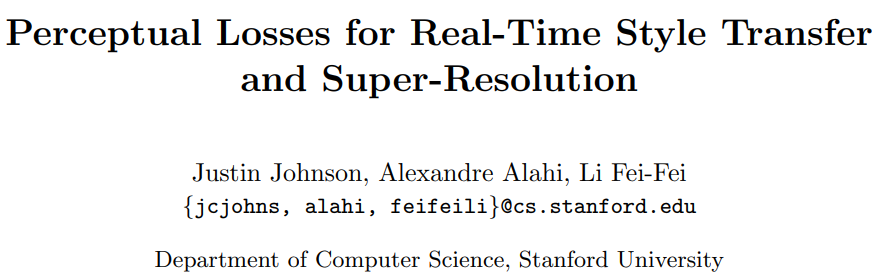 Perceptual Losses for Real-Time Style Transfer
and Super-Resolution
Justin Johnson, Alexandre Alahi, Li Fei-Fei
{jcjohns, alahi, feifeili}@cs.stanford.edu
Department of Computer Science, Stanford University